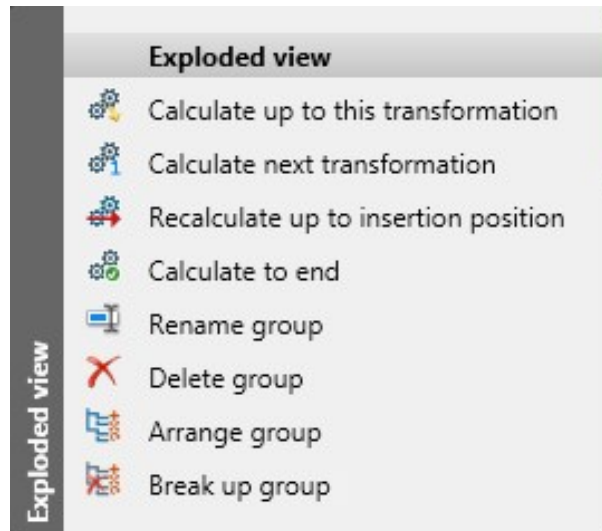 Exploded view
Calculate up to this transformation
Calculate next transformation
Recalculate up to insertion position
Calculate to end
Rename group
Delete group
Arrange group
Break up group
Exploded view